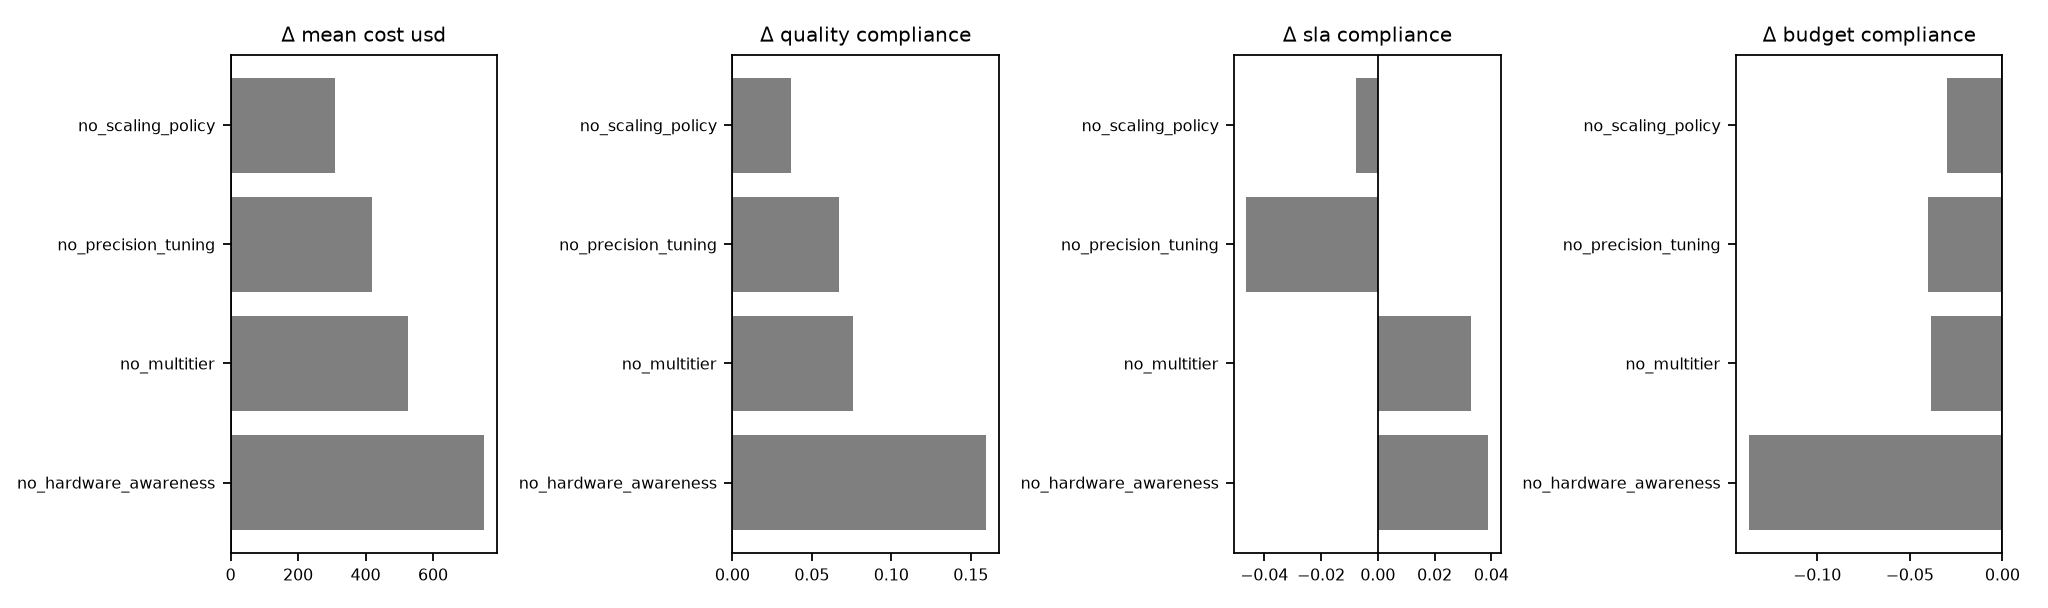 Δ mean cost usd
no_scaling_policy
no_precision_tuning
no_multitier
no_hardware_awareness
0 200 400 600
Δ quality compliance
no_scaling_policy
no_precision_tuning
no_multitier
no_hardware_awareness
0.00 0.05 0.10 0.15
Δ sla compliance
no_scaling_policy
no_precision_tuning
no_multitier
no_hardware_awareness
−0.04 −0.02 0.00 0.02 0.04
Δ budget compliance
no_scaling_policy
no_precision_tuning
no_multitier
no_hardware_awareness
−0.10 −0.05 0.00